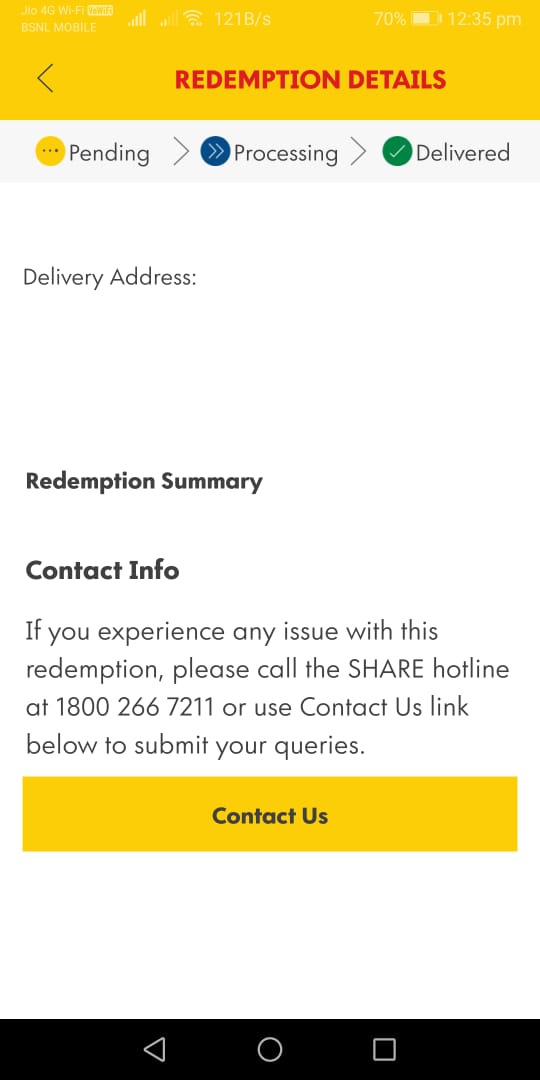 Jio 4G Wi-Fi VoWiFi
BSNL MOBILE
121B/s
70%
12:35 pm
REDEMPTION DETAILS
Pending
Processing
Delivered
Delivery Address:
Redemption Summary
Contact Info
If you experience any issue with this
redemption, please call the SHARE hotline
at 1800 266 7211 or use Contact Us link
below to submit your queries.
Contact Us